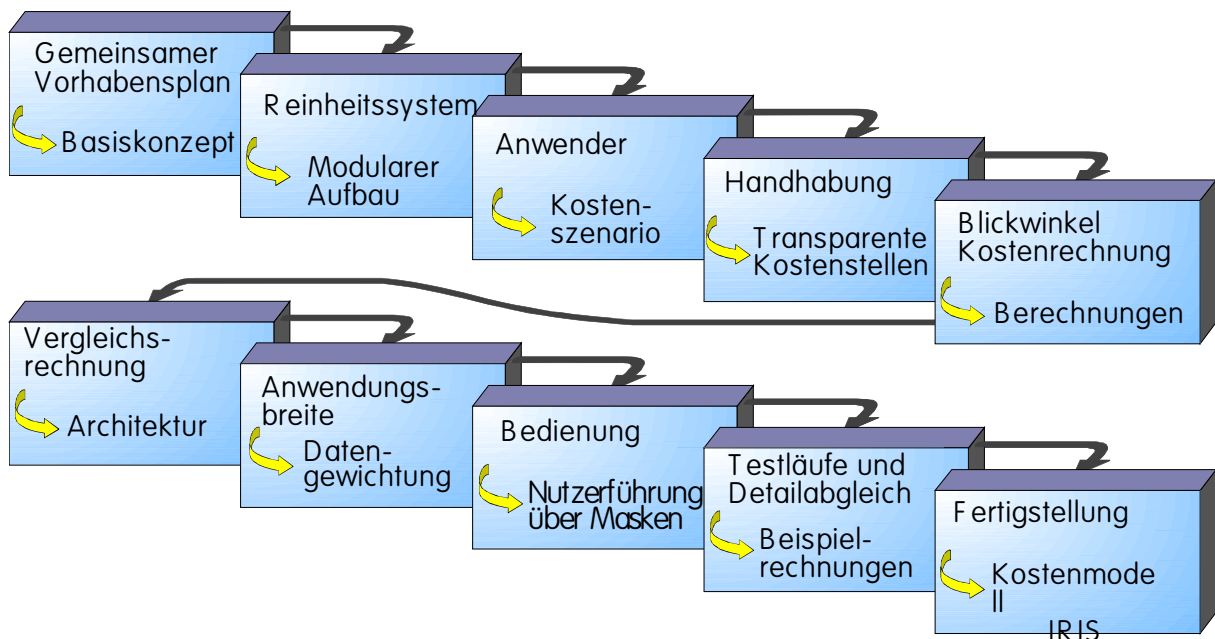 Gemeinsamer
Vorhabensplan
Basiskonzept
Reinheitssystem
Modularer
Aufbau
Anwender
Kosten-
szenario
Handhabung
Transparente
Kostenstellen
Blickwinkel
Kostenrechnung
Berechnungen
Vergleichs-
rechnung
Architektur
Anwendungs-
breite
Daten-
gewichtung
Bedienung
Nutzerführung
über Masken
Testläufe und
Detailabgleich
Beispiel-
rechnungen
Fertigstellung
Kostenmode
ll
IRIS